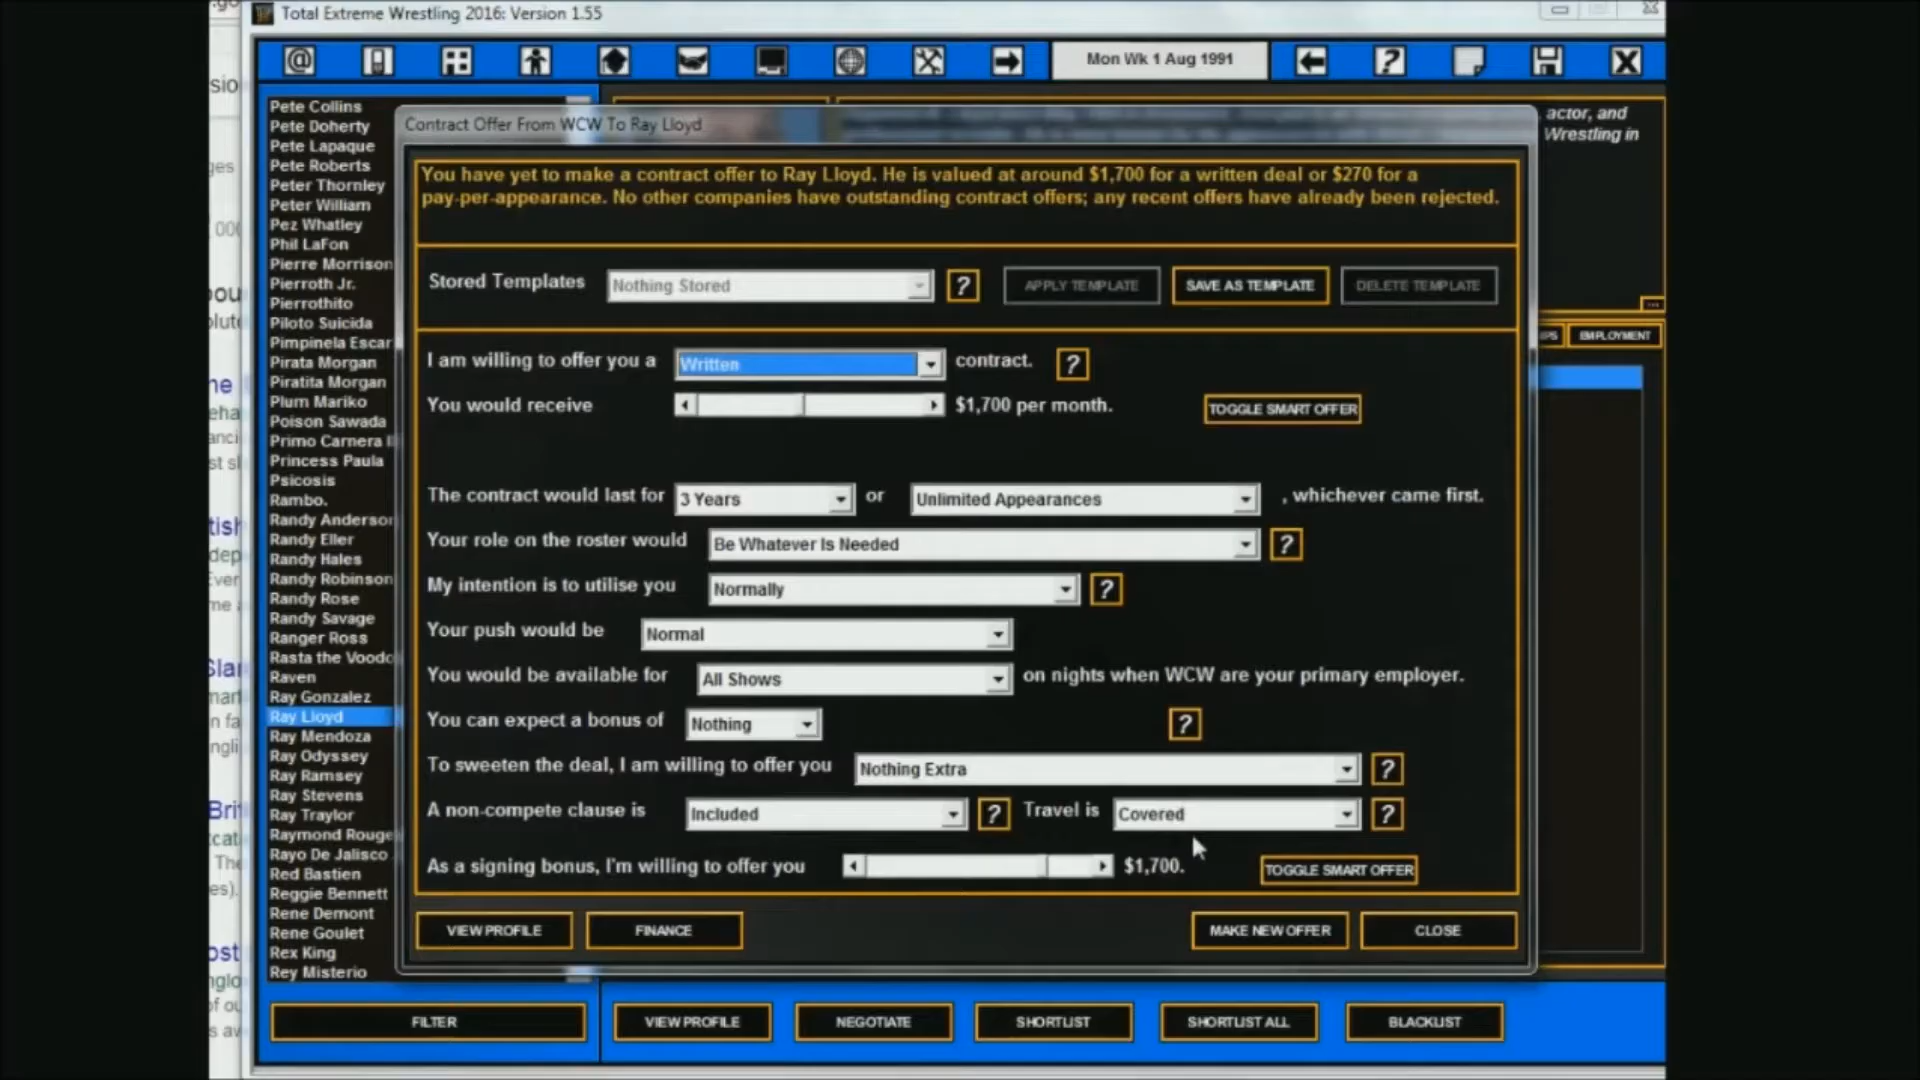 Total Extreme Wrestling 2016: Version 1.55
Mon Wk 1 Aug 1991
Pete Collins
Pete Doherty
Pete Lapaque
Pete Roberts
Peter Thornley
Peter William
Pez Whatley
Phil LaFon
Pierre Morrison
Pierroth Jr.
Pierrothito
Piloto Suicida
Pimpinela Escar
Pirata Morgan
Piratita Morgan
Plum Mariko
Poison Sawada
Primo Carnera
Princess Paula
Psicosis
Rambo.
Randy Anderson
Randy Eller
Randy Hales
Randy Robinson
Randy Rose
Randy Savage
Ranger Ross
Rasta the Voodo
Raven
Ray Gonzalez
Ray Lloyd
Ray Mendoza
Ray Odyssey
Ray Ramsey
Ray Stevens
Ray Traylor
Raymond Rouge
Rayo De Jalisco
Red Bastien
Reggie Bennett
Rene Demont
Rene Goulet
Rex King
Rey Misterio
FILTER
actor, and
Wrestling in
EMPLOYMENT
Contract Offer From WCW To Ray Lloyd
You have yet to make a contract offer to Ray Lloyd. He is valued at around $1,700 for a written deal or $270 for a
pay-per-appearance. No other companies have outstanding contract offers; any recent offers have already been rejected.
Stored Templates Nothing Stored ? APPLY TEMPLATE SAVE AS TEMPLATE DELETE TEMPLATE
I am willing to offer you a Written contract. ?
You would receive $1,700 per month. TOGGLE SMART OFFER
The contract would last for 3 Years or Unlimited Appearances , whichever came first.
Your role on the roster would Be Whatever Is Needed ?
My intention is to utilise you Normally ?
Your push would be Normal
You would be available for All Shows on nights when WCW are your primary employer.
You can expect a bonus of Nothing ?
To sweeten the deal, I am willing to offer you Nothing Extra ?
A non-compete clause is Included ? Travel is Covered ?
As a signing bonus, I'm willing to offer you $1,700. TOGGLE SMART OFFER
VIEW PROFILE FINANCE MAKE NEW OFFER CLOSE
VIEW PROFILE NEGOTIATE SHORTLIST SHORTLIST ALL BLACKLIST